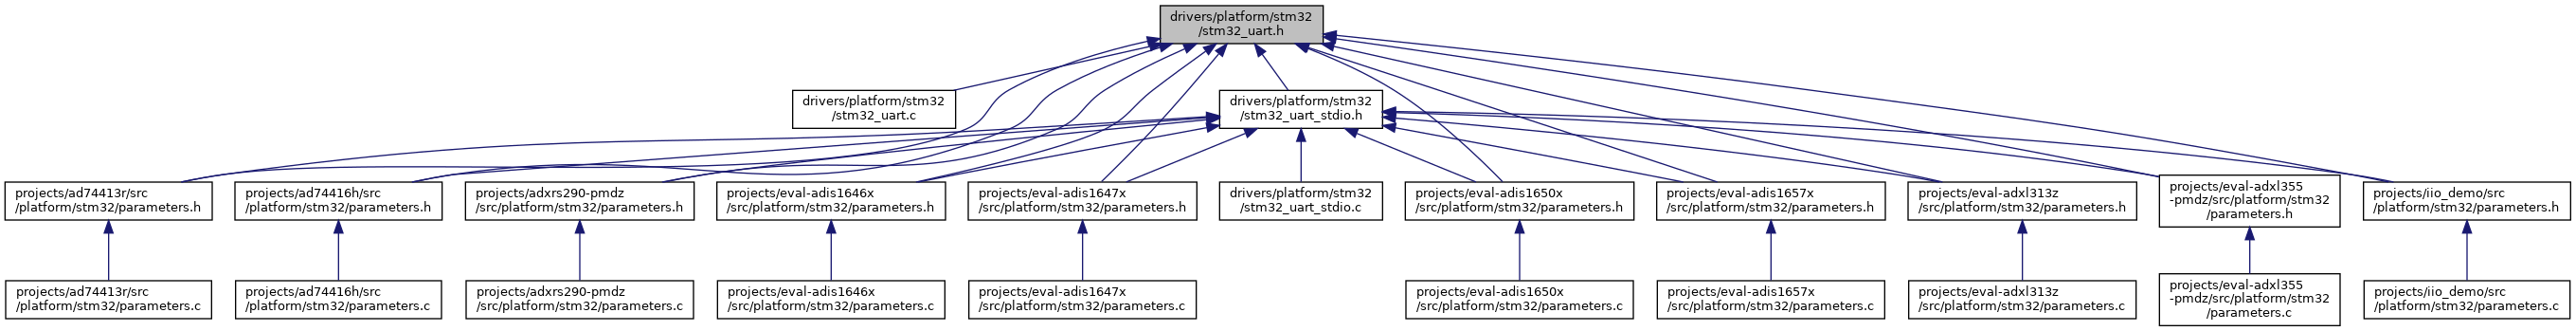 drivers/platform/stm32
/stm32_uart.h
drivers/platform/stm32
/stm32_uart.c
drivers/platform/stm32
/stm32_uart_stdio.h
projects/ad74413r/src
/platform/stm32/parameters.h
projects/ad74416h/src
/platform/stm32/parameters.h
projects/adxrs290-pmdz
/src/platform/stm32/parameters.h
projects/eval-adis1646x
/src/platform/stm32/parameters.h
projects/eval-adis1647x
/src/platform/stm32/parameters.h
drivers/platform/stm32
/stm32_uart_stdio.c
projects/eval-adis1650x
/src/platform/stm32/parameters.h
projects/eval-adis1657x
/src/platform/stm32/parameters.h
projects/eval-adxl313z
/src/platform/stm32/parameters.h
projects/eval-adxl355
-pmdz/src/platform/stm32
/parameters.h
projects/iio_demo/src
/platform/stm32/parameters.h
projects/ad74413r/src
/platform/stm32/parameters.c
projects/ad74416h/src
/platform/stm32/parameters.c
projects/adxrs290-pmdz
/src/platform/stm32/parameters.c
projects/eval-adis1646x
/src/platform/stm32/parameters.c
projects/eval-adis1647x
/src/platform/stm32/parameters.c
projects/eval-adis1650x
/src/platform/stm32/parameters.c
projects/eval-adis1657x
/src/platform/stm32/parameters.c
projects/eval-adxl313z
/src/platform/stm32/parameters.c
projects/eval-adxl355
-pmdz/src/platform/stm32
/parameters.c
projects/iio_demo/src
/platform/stm32/parameters.c